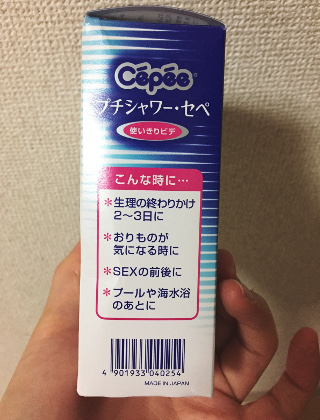 Cépée®
プチシャワー・セペ
使いきりビデ
こんな時に…
*生理の終わりかけ
2〜3日に
*おりものが
気になる時に
*SEXの前後に
*プールや海水浴
のあとに
4 901933 040254
MADE IN JAPAN